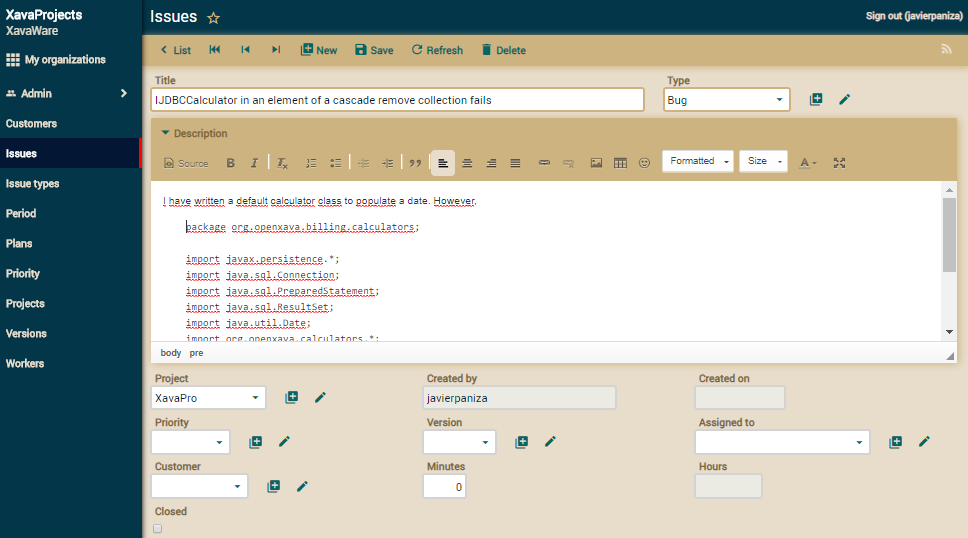 XavaProjects
XavaWare
My organizations
Admin
Customers
Issues
Issue types
Period
Plans
Priority
Projects
Versions
Workers
Issues
Sign out (javierpaniza)
List
New
Save
Refresh
Delete
Title
Type
IJDBCCalculator in an element of a cascade remove collection fails
Bug
Description
Source
Formatted
Size
I have written a default calculator class to populate a date. However,
package org.openxava.billing.calculators;
import javax.persistence.*;
import java.sql.Connection;
import java.sql.PreparedStatement;
import java.sql.ResultSet;
import java.util.Date;
import org.openxava.calculators.*;
body pre
Project
Created by
Created on
XavaPro
javierpaniza
Priority
Version
Assigned to
Customer
Minutes
Hours
0
Closed